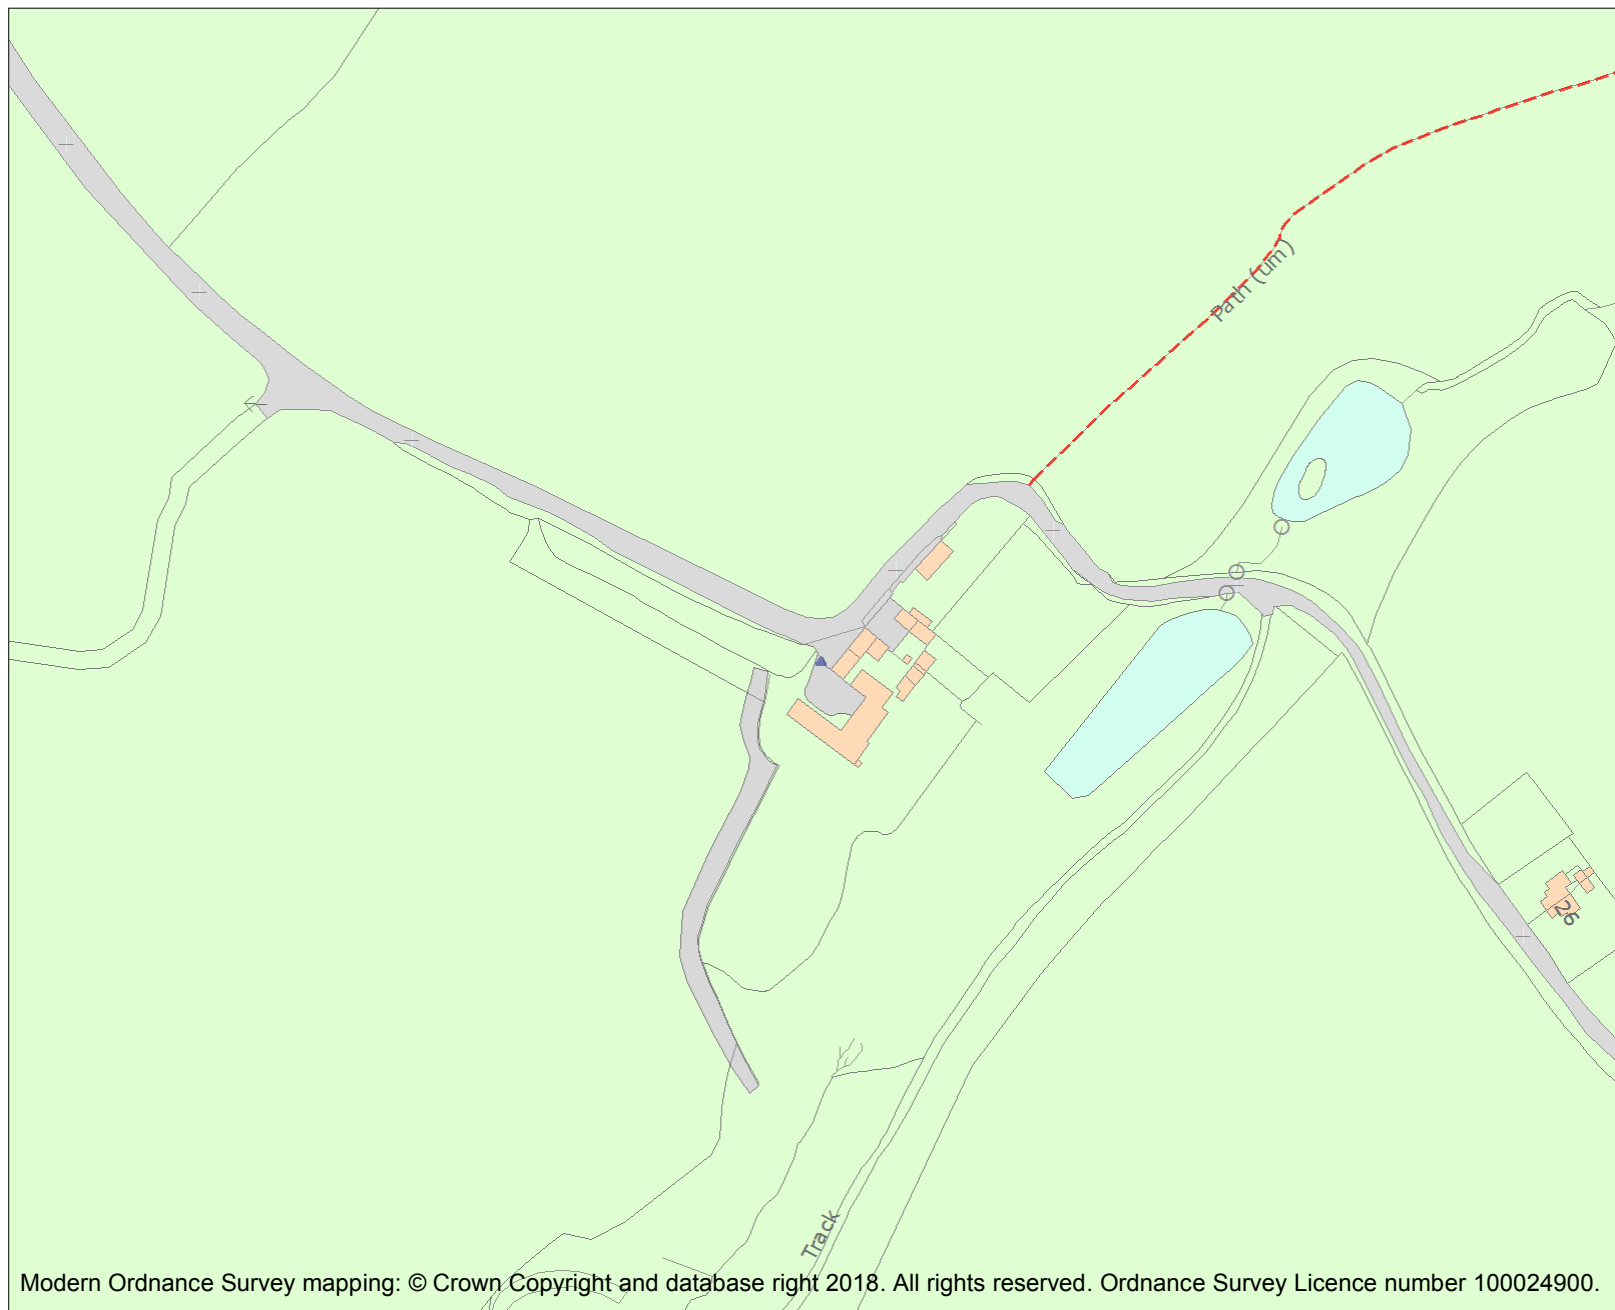 Path (um)
26
Track
Modern Ordnance Survey mapping: © Crown Copyright and database right 2018. All rights reserved. Ordnance Survey Licence number 100024900.